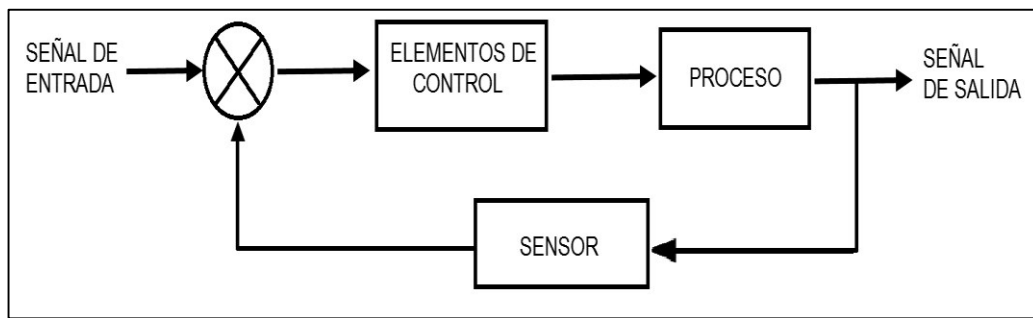 SEÑAL DE
ENTRADA
ELEMENTOS DE
CONTROL
PROCESO
SEÑAL
DE SALIDA
SENSOR